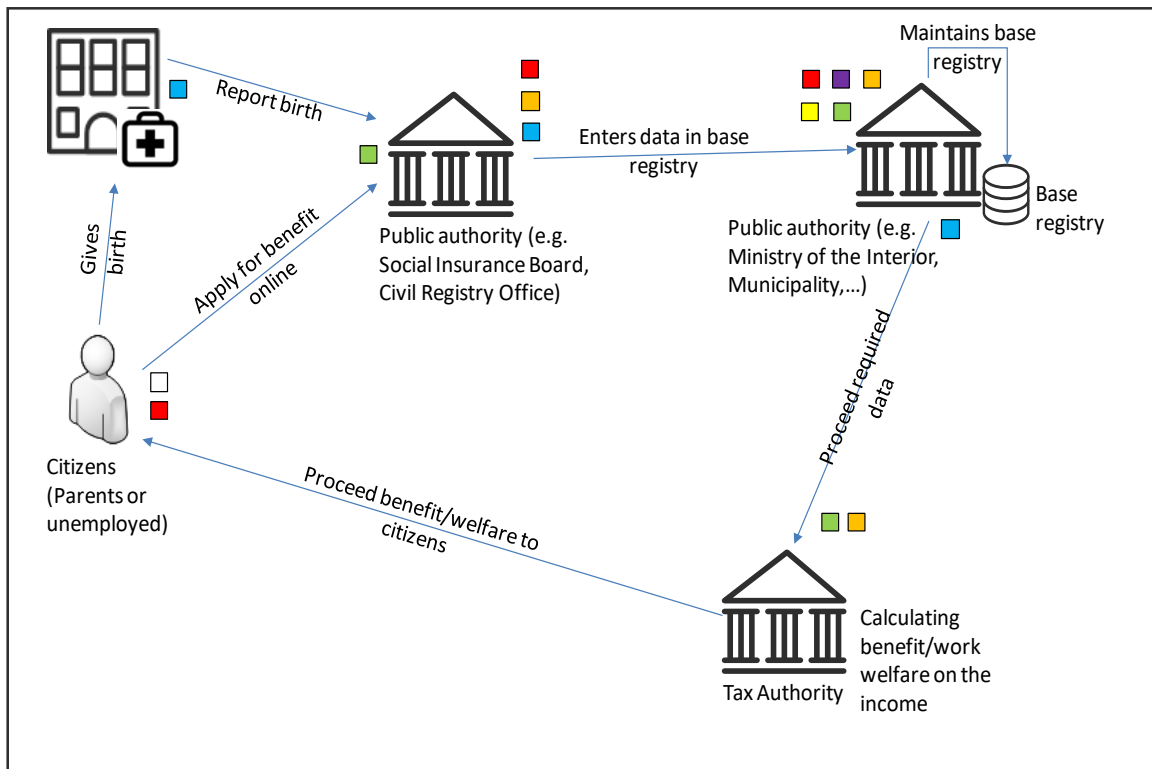 Maintains base
registry
Report birth
Enters data in base
registry
Base
registry
Public authority (e.g.
Social Insurance Board,
Civil Registry Office)
Public authority (e.g.
Ministry of the Interior,
Municipality,...)
Gives
birth
Apply for benefit
online
Proceed required
data
Citizens
(Parents or
unemployed)
Proceed benefit/welfare to
citizens
Tax Authority
Calculating
benefit/work
welfare on the
income